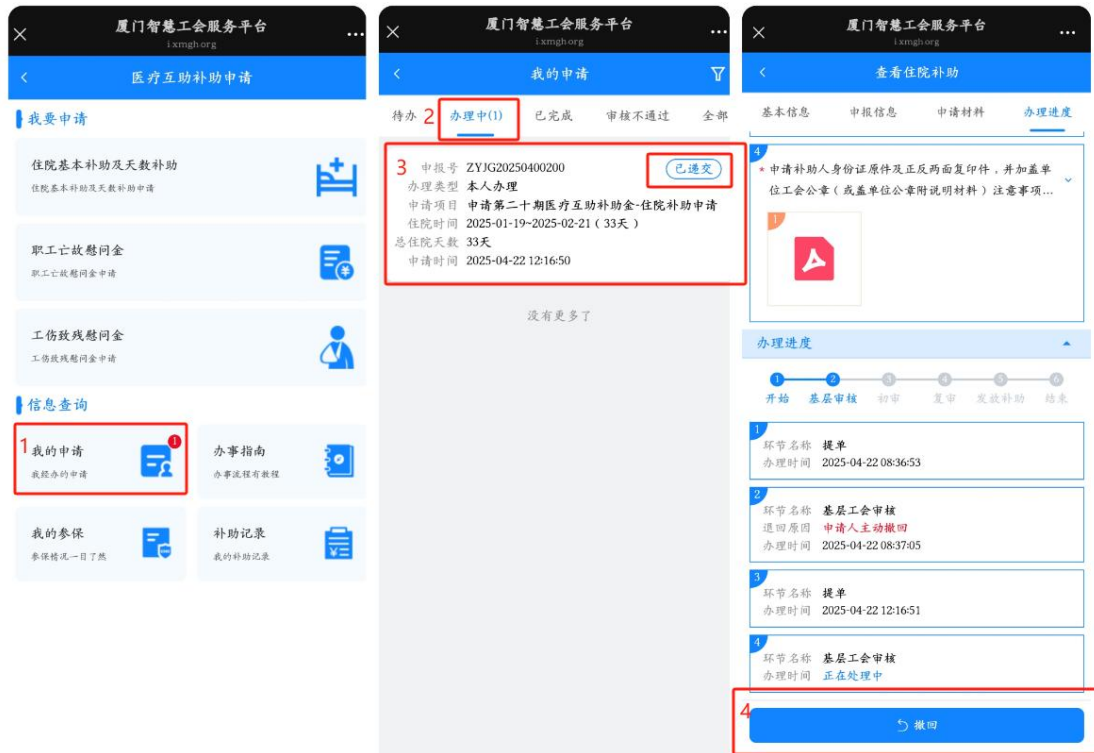 厦门智慧工会服务平台
i.xmgh.org
医疗互助补助申请
我要申请
住院基本补助及天数补助
住院基本补助及天数补助申请
职工亡故慰问金
职工亡故慰问金申请
工伤致残慰问金
工伤致残慰问金申请
信息查询
1
我的申请
1
我经办的申请
办事指南
办事流程有教程
我的参保
参保情况一目了然
补助记录
我的补助记录
厦门智慧工会服务平台
i.xmgh.org
我的申请
待办 2 办理中(1) 已完成 审核不通过 全部
3
申报号 ZYJG20250400200 已递交
办理类型 本人办理
申请项目 申请第二十期医疗互助补助金-住院补助申请
住院时间 2025-01-19~2025-02-21（33天）
总住院天数 33天
申请时间 2025-04-22 12:16:50
没有更多了
厦门智慧工会服务平台
i.xmgh.org
查看住院补助
基本信息 申报信息 申请材料 办理进度
4
* 申请补助人身份证原件及正反两面复印件，并加盖单
位工会公章（或盖单位公章附说明材料）注意事项...
1
办理进度
1 2 3 4 5 6
开始 基层审核 初审 复审 发放补助 结束
1
环节名称 提单
办理时间 2025-04-22 08:36:53
2
环节名称 基层工会审核
退回原因 申请人主动撤回
办理时间 2025-04-22 08:37:05
3
环节名称 提单
办理时间 2025-04-22 12:16:51
4
环节名称 基层工会审核
办理时间 正在处理中
4
撤回